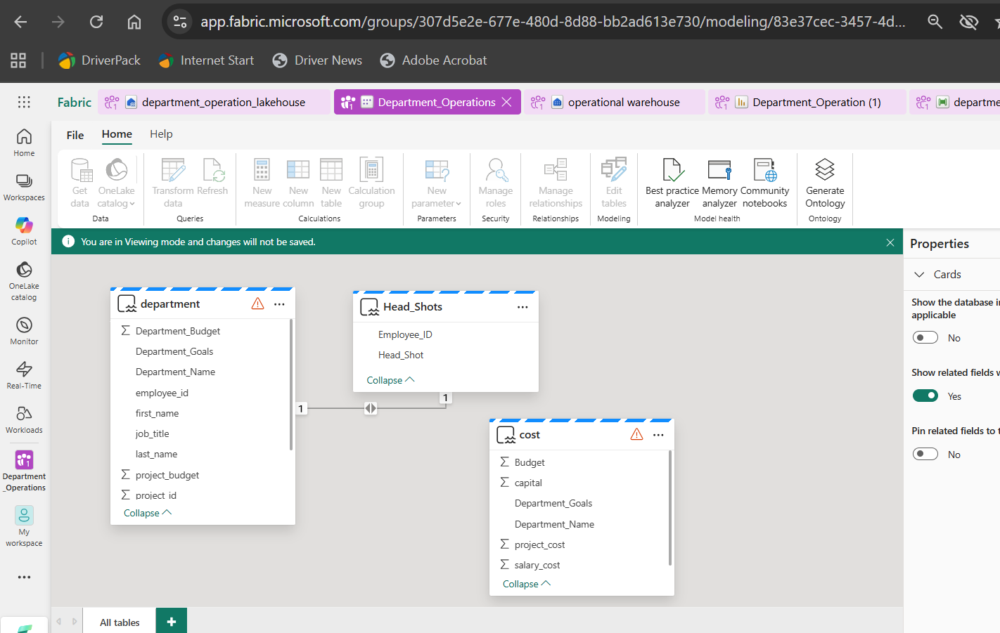 app.fabric.microsoft.com/groups/307d5e2e-677e-480d-8d88-bb2ad613e730/modeling/83e37cec-3457-4d...
DriverPack
Internet Start
Driver News
Adobe Acrobat
Fabric
1
department_operation_lakehouse
1
Department_Operations
1
operational warehouse
1
Department_Operation (1)
1
departme
Home
Workspaces
Copilot
OneLake
catalog
Monitor
Real-Time
Workloads
1
Department
_Operations
My
workspace
File
Home
Help
Get
data
OneLake
catalog
Data
Transform
data
Refresh
Queries
New
measure
New
column
New
table
Calculation
group
Calculations
New
parameter
Parameters
Manage
roles
Security
Manage
relationships
Relationships
Edit
tables
Modeling
Best practice
analyzer
Memory
analyzer
Community
notebooks
Model health
Generate
Ontology
Ontology
You are in Viewing mode and changes will not be saved.
department
Σ Department_Budget
Department_Goals
Department_Name
employee_id
first_name
job_title
last_name
Σ project_budget
Σ project_id
Collapse
Head_Shots
Employee_ID
Head_Shot
Collapse
1
1
cost
Σ Budget
Σ capital
Department_Goals
Department_Name
Σ project_cost
Σ salary_cost
Collapse
Properties
Cards
Show the database i
applicable
No
Show related fields w
Yes
Pin related fields to t
No
All tables